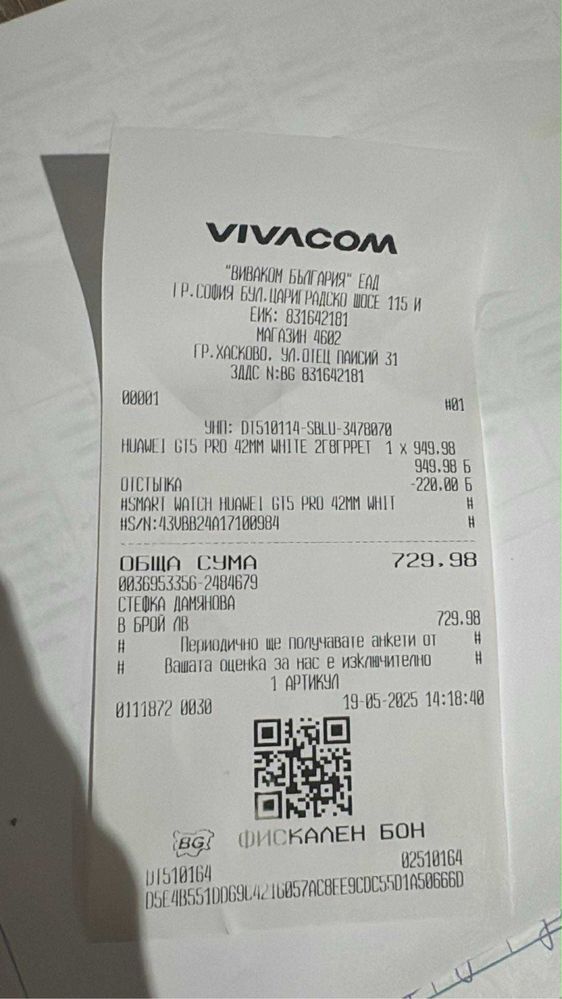 VIVACOM
"ВИВАКОМ БЪЛГАРИЯ" ЕАД
ГР.СОФИЯ БУЛ.ЦАРИГРАДСКО ШОСЕ 115 И
ЕИК: 831642181
МАГАЗИН 4602
ГР.ХАСКОВО, УЛ.ОТЕЦ ПАИСИЙ 31
ЗДДС N:BG 831642181
00001 #01
УНП: DT510114-SBLU-3478070
HUAWEI GT5 PRO 42MM WHITE 2Г8ГРРЕТ 1 x 949.98
949.98 Б
ОТСТЪПКА -220.00 Б
#SMART WATCH HUAWEI GT5 PRO 42MM WHIT #
#S/N:43VBB24A17100984 #
ОБЩА СУМА 729.98
0036953356-2484679
СТЕФКА ДАМЯНОВА
В БРОЙ ЛВ 729.98
# Периодично ще получавате анкети от #
# Вашата оценка за нас е изключително #
1 АРТИКУЛ
0111872 0030 19-05-2025 14:18:40
BG ФИСКАЛЕН БОН
DT510164 02510164